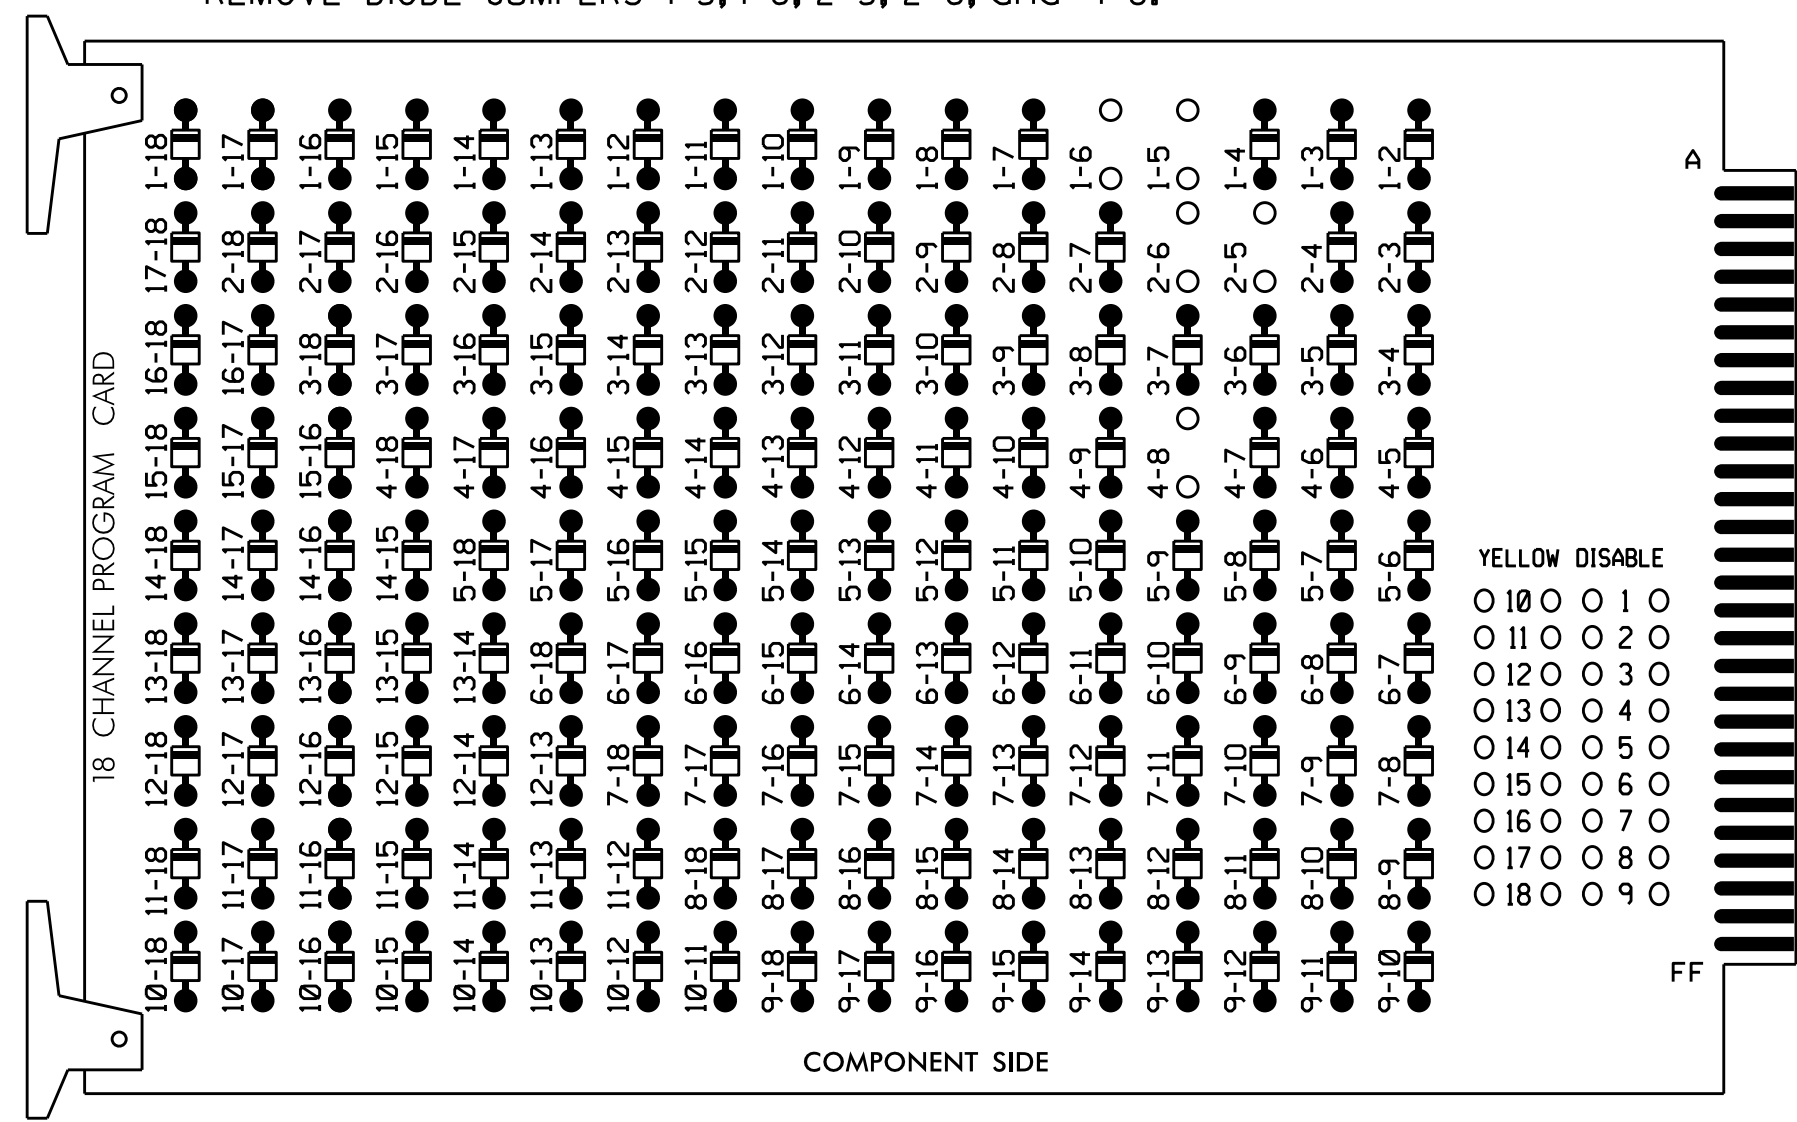 REMOVE DIODE JUMPERS 1-5, 1-6, 2-5, 2-6, 4-8.
1-18 1-17 1-16 1-15 1-14 1-13 1-12 1-11 1-10 1-9 1-8 1-7 1-6 1-5 1-4 1-3 1-2
A
17-18 2-18 2-17 2-16 2-15 2-14 2-13 2-12 2-11 2-10 2-9 2-8 2-7 2-6 2-5 2-4 2-3
16-18 16-17 3-18 3-17 3-16 3-15 3-14 3-13 3-12 3-11 3-10 3-9 3-8 3-7 3-6 3-5 3-4
15-18 15-17 15-16 4-18 4-17 4-16 4-15 4-14 4-13 4-12 4-11 4-10 4-9 4-8 4-7 4-6 4-5
14-18 14-17 14-16 14-15 5-18 5-17 5-16 5-15 5-14 5-13 5-12 5-11 5-10 5-9 5-8 5-7 5-6
13-18 13-17 13-16 13-15 13-14 6-18 6-17 6-16 6-15 6-14 6-13 6-12 6-11 6-10 6-9 6-8 6-7
12-18 12-17 12-16 12-15 12-14 12-13 7-18 7-17 7-16 7-15 7-14 7-13 7-12 7-11 7-10 7-9 7-8
11-18 11-17 11-16 11-15 11-14 11-13 11-12 8-18 8-17 8-16 8-15 8-14 8-13 8-12 8-11 8-10 8-9
10-18 10-17 10-16 10-15 10-14 10-13 10-12 10-11 9-18 9-17 9-16 9-15 9-14 9-13 9-12 9-11 9-10
18 CHANNEL PROGRAM CARD
YELLOW DISABLE
10 1
11 2
12 3
13 4
14 5
15 6
16 7
17 8
18 9
FF
COMPONENT SIDE